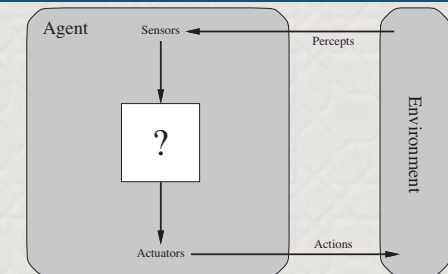 Agent
Sensors
Percepts
?
Environment
Actuators
Actions